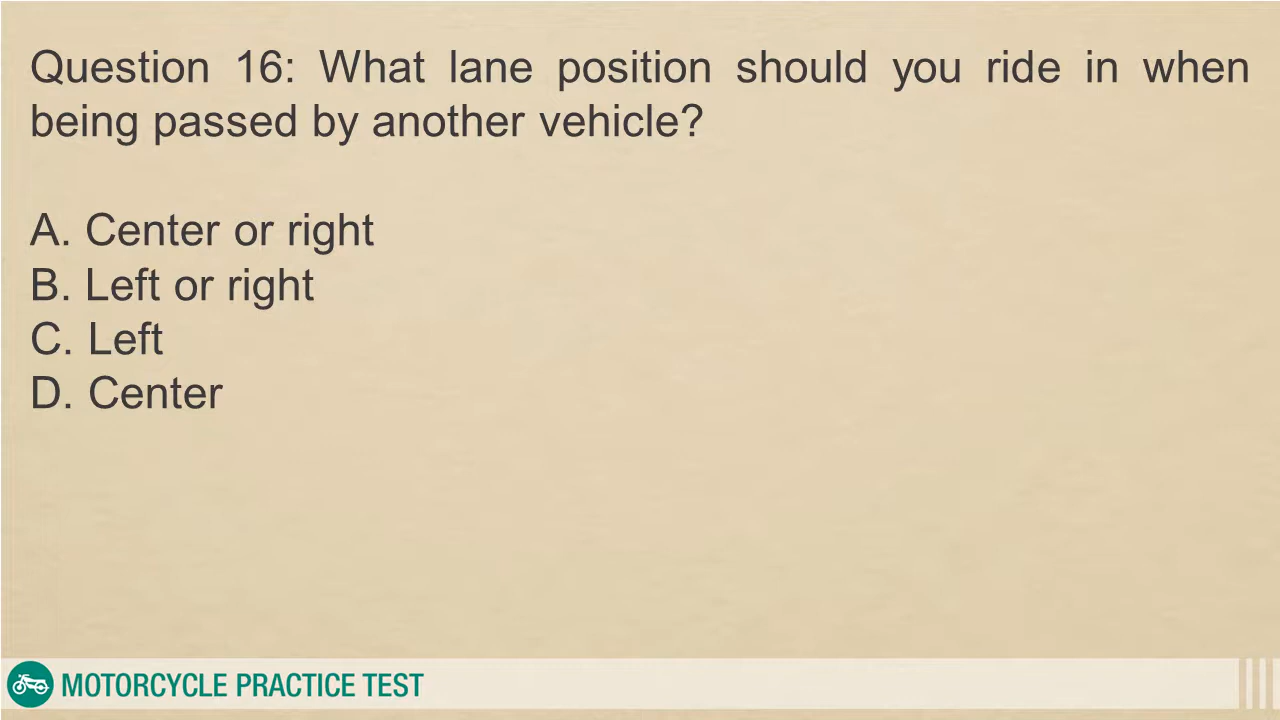 Question 16: What lane position should you ride in when
being passed by another vehicle?
A. Center or right
B. Left or right
C. Left
D. Center
MOTORCYCLE PRACTICE TEST